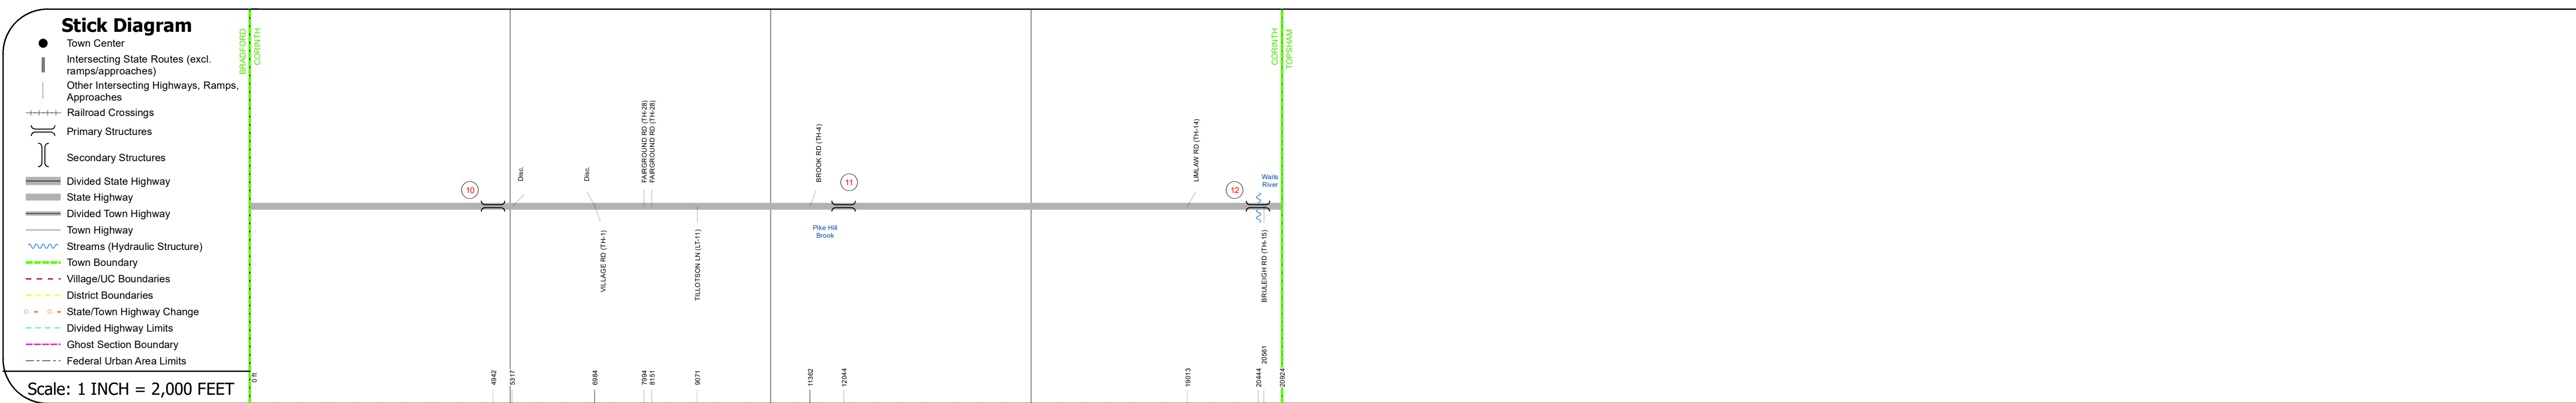 Stick Diagram
Town Center
Intersecting State Routes (excl.
ramps/approaches)
Other Intersecting Highways, Ramps,
Approaches
Railroad Crossings
Primary Structures
Secondary Structures
Divided State Highway
State Highway
Divided Town Highway
Town Highway
Streams (Hydraulic Structure)
Town Boundary
Village/UC Boundaries
District Boundaries
State/Town Highway Change
Divided Highway Limits
Ghost Section Boundary
Federal Urban Area Limits
Scale: 1 INCH = 2,000 FEET
BRADFORD
CORINTH
CORINTH
TOPSHAM
10
Disc.
Disc.
FAIRGROUND RD (TH-28)
FAIRGROUND RD (TH-28)
BROOK RD (TH-4)
11
LIMLAW RD (TH-14)
12
Waits
River
VILLAGE RD (TH-1)
TILLOTSON LN (LT-11)
Pike Hill
Brook
BRULEIGH RD (TH-15)
0 ft
4942
5317
6984
7994
8151
9071
11362
12044
19013
20444
20561
20924